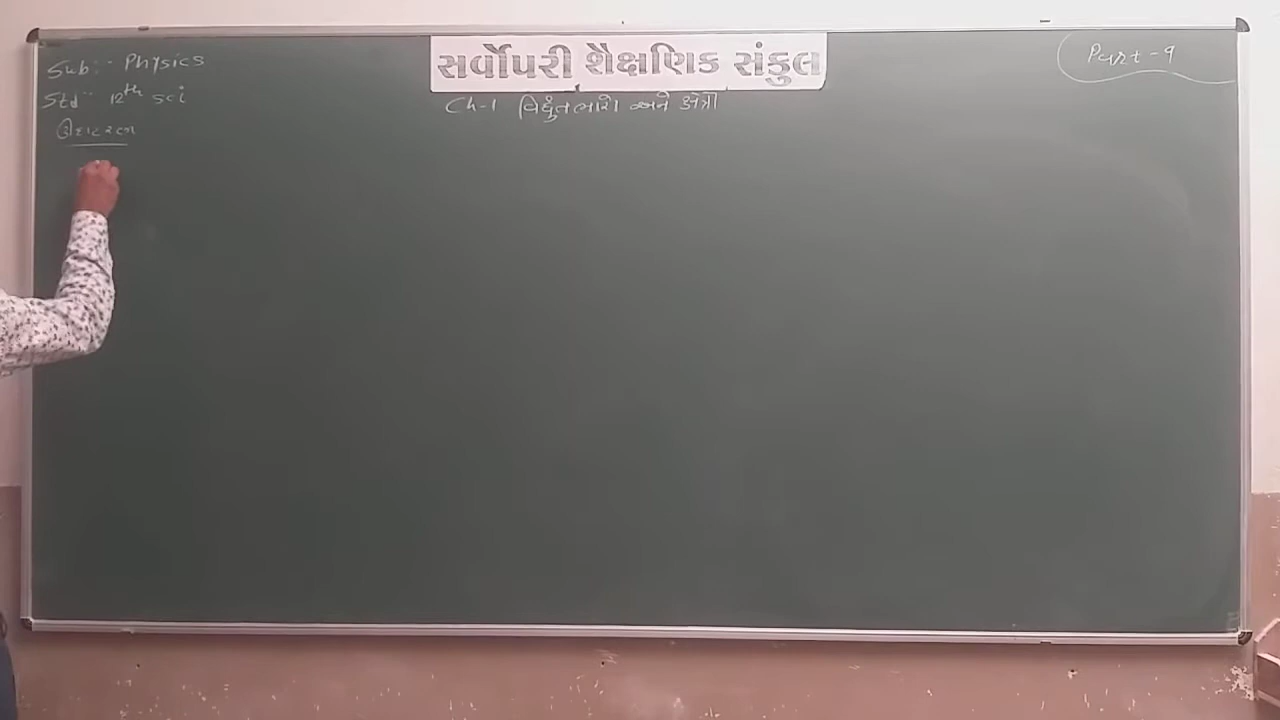 સર્વોપરી શૈક્ષણિક સંકુલ
Sub:- Physics
Part-9
Std:- 12th sci
Ch-1 વિદ્યુતભારો અને ક્ષેત્રો
ઉદાહરણ